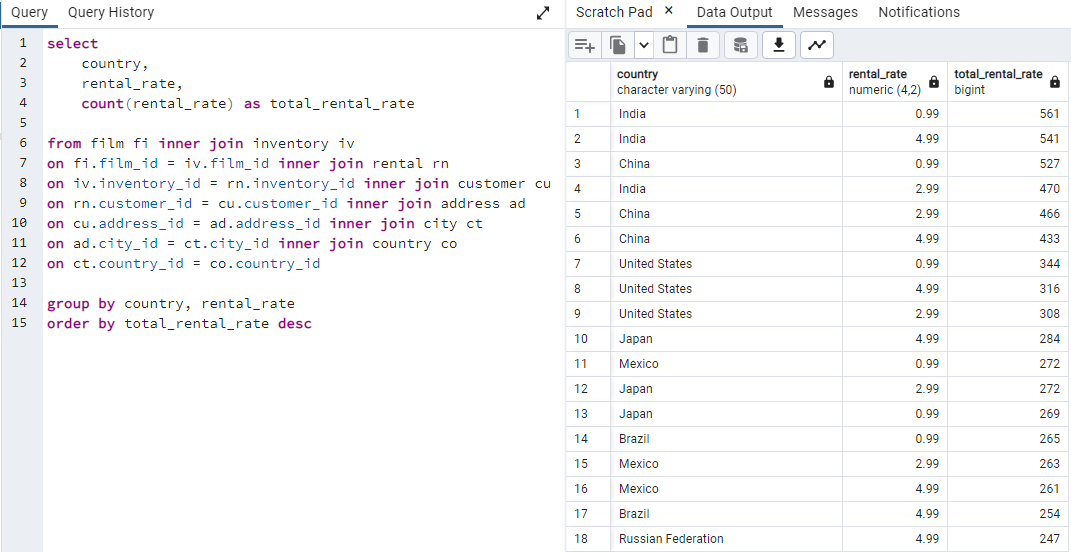 Query Query History
1 select
2 country,
3 rental_rate,
4 count(rental_rate) as total_rental_rate
5
6 from film fi inner join inventory iv
7 on fi.film_id = iv.film_id inner join rental rn
8 on iv.inventory_id = rn.inventory_id inner join customer cu
9 on rn.customer_id = cu.customer_id inner join address ad
10 on cu.address_id = ad.address_id inner join city ct
11 on ad.city_id = ct.city_id inner join country co
12 on ct.country_id = co.country_id
13
14 group by country, rental_rate
15 order by total_rental_rate desc
Scratch Pad × Data Output Messages Notifications
country rental_rate total_rental_rate
character varying (50) numeric (4,2) bigint
1 India 0.99 561
2 India 4.99 541
3 China 0.99 527
4 India 2.99 470
5 China 2.99 466
6 China 4.99 433
7 United States 0.99 344
8 United States 4.99 316
9 United States 2.99 308
10 Japan 4.99 284
11 Mexico 0.99 272
12 Japan 2.99 272
13 Japan 0.99 269
14 Brazil 0.99 265
15 Mexico 2.99 263
16 Mexico 4.99 261
17 Brazil 4.99 254
18 Russian Federation 4.99 247